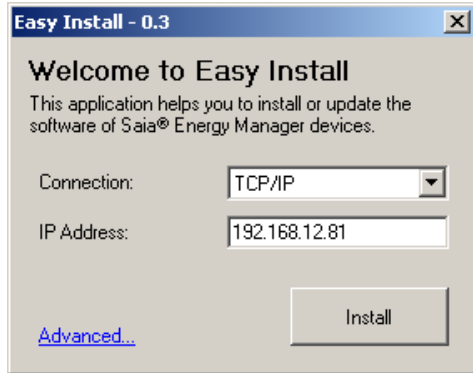 Easy Install - 0.3
Welcome to Easy Install
This application helps you to install or update the
software of Saia® Energy Manager devices.
Connection: TCP/IP
IP Address: 192.168.12.81
Install
Advanced...